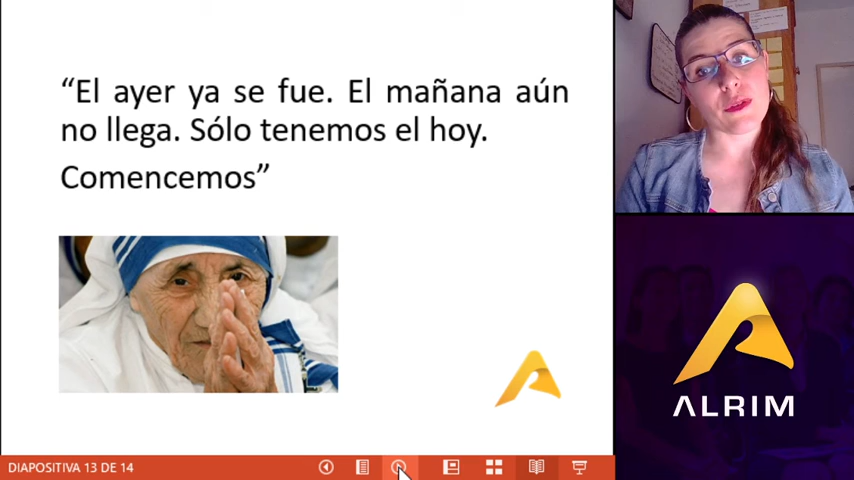 “El ayer ya se fue. El mañana aún
no llega. Sólo tenemos el hoy.
Comencemos”
ALRIM
DIAPOSITIVA 13 DE 14